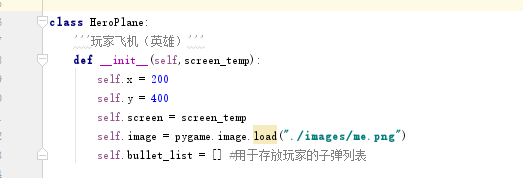 class HeroPlane:
'''玩家飞机（英雄）'''
def __init__(self,screen_temp):
self.x = 200
self.y = 400
self.screen = screen_temp
self.image = pygame.image.load("./images/me.png")
self.bullet_list = [] #用于存放玩家的子弹列表